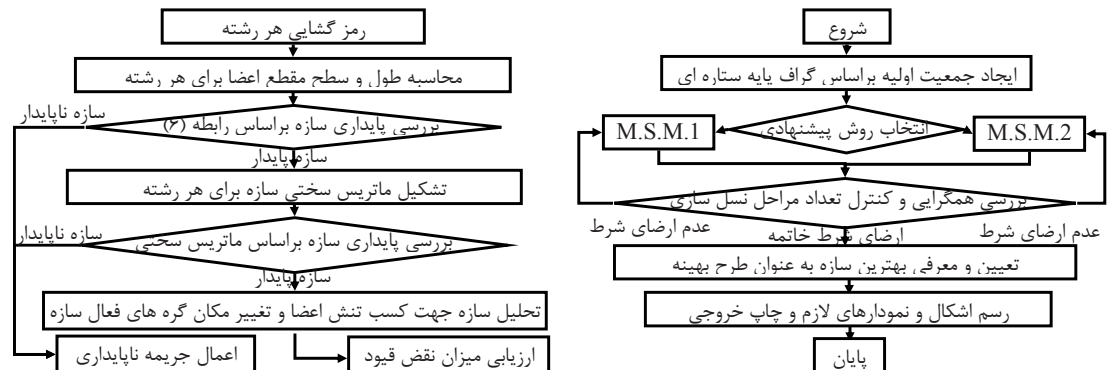 شروع
ایجاد جمعیت اولیه براساس گراف پایه ستاره ای
انتخاب روش پیشنهادی
M.S.M.1
M.S.M.2
بررسی همگرایی و کنترل تعداد مراحل نسل سازی
عدم ارضای شرط
ارضای شرط خاتمه
عدم ارضای شرط
تعیین و معرفی بهترین سازه به عنوان طرح بهینه
رسم اشکال و نمودارهای لازم و چاپ خروجی
پایان
رمز گشایی هر رشته
محاسبه طول و سطح مقطع اعضا برای هر رشته
سازه ناپایدار
بررسی پایداری سازه براساس رابطه (۶)
سازه پایدار
تشکیل ماتریس سختی سازه برای هر رشته
سازه ناپایدار
بررسی پایداری سازه براساس ماتریس سختی
سازه پایدار
تحلیل سازه جهت کسب تنش اعضا و تغییر مکان گره های فعال سازه
ارزیابی میزان نقض قیود
اعمال جریمه ناپایداری